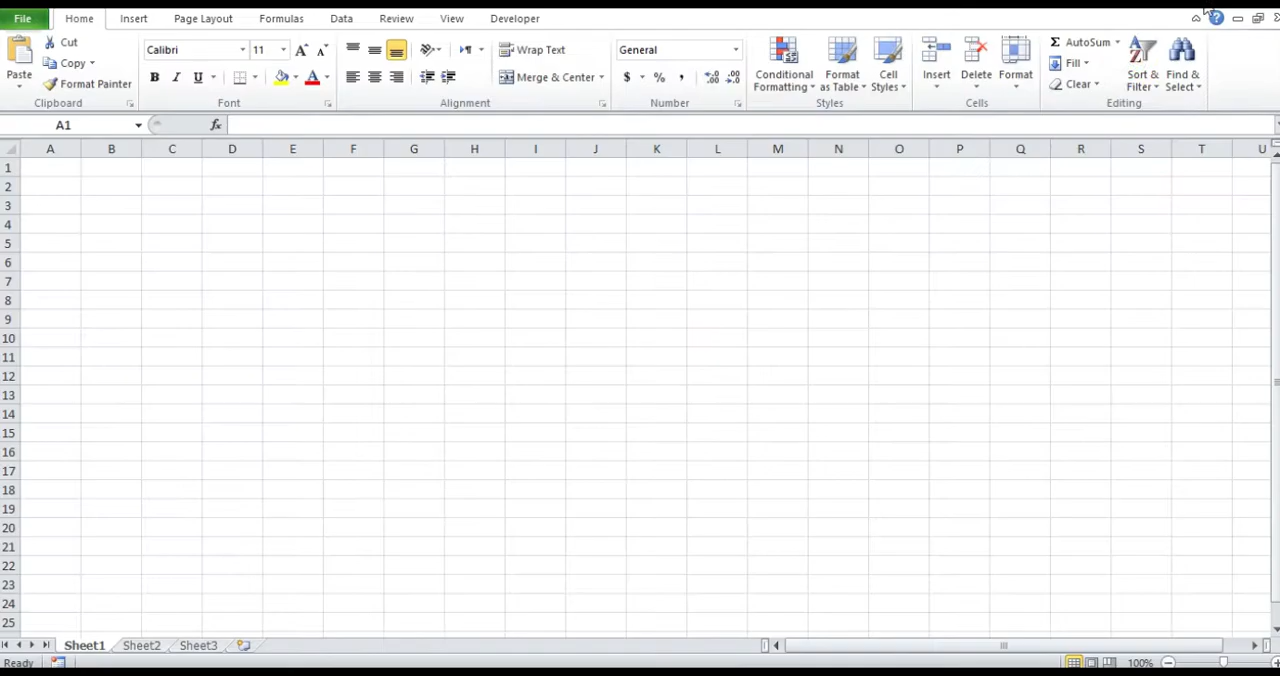 File Home Insert Page Layout Formulas Data Review View Developer
Cut
Calibri 11 Wrap Text General AutoSum
Copy Fill
Paste Format Painter B I U Merge & Center $ % , Conditional Formatting Format as Table Cell Styles Insert Delete Format Clear Sort & Filter Find & Select
Clipboard Font Alignment Number Styles Cells Editing
A1 fx
A B C D E F G H I J K L M N O P Q R S T U
1
2
3
4
5
6
7
8
9
10
11
12
13
14
15
16
17
18
19
20
21
22
23
24
25
Sheet1 Sheet2 Sheet3
Ready 100%